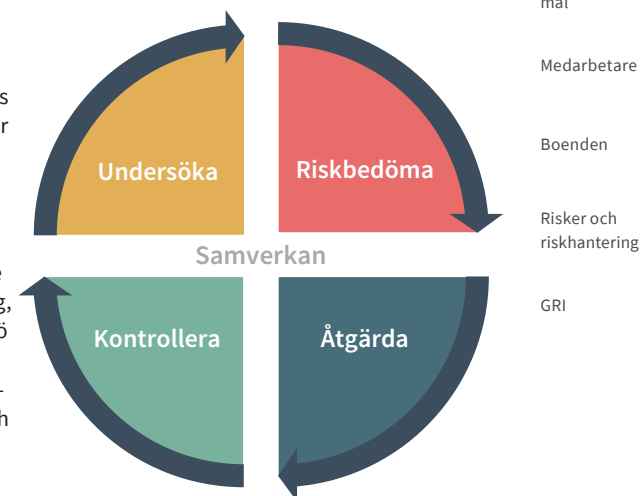 mål
Medarbetare
Boenden
Risker och
riskhantering
GRI
Undersöka
Riskbedöma
Samverkan
Kontrollera
Åtgärda